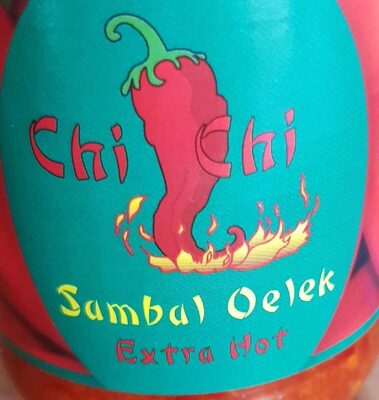 Chi Chi
Sambal Oelek
Extra Hot